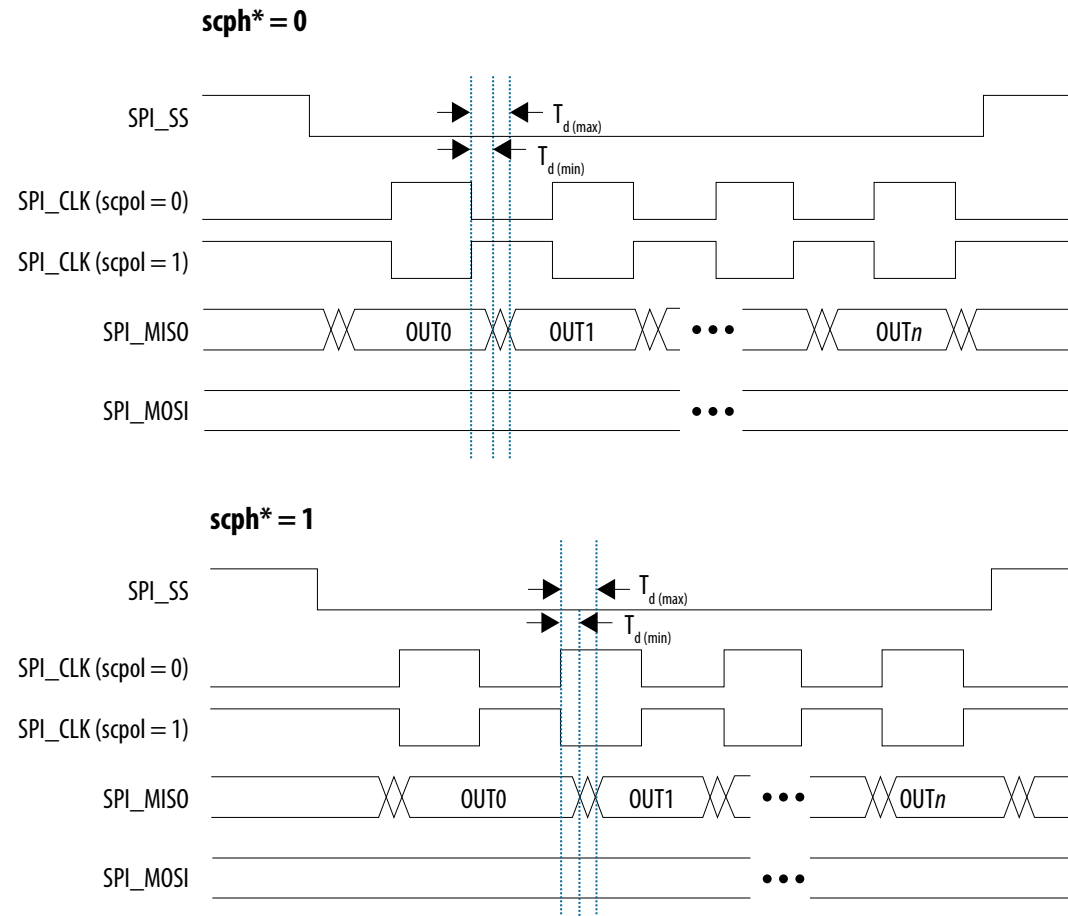 scph* = 0
SPI_SS
T d (max)
T d (min)
SPI_CLK (scpol = 0)
SPI_CLK (scpol = 1)
SPI_MISO
OUT0
OUT1
•••
OUTn
SPI_MOSI
•••
scph* = 1
SPI_SS
T d (max)
T d (min)
SPI_CLK (scpol = 0)
SPI_CLK (scpol = 1)
SPI_MISO
OUT0
OUT1
•••
OUTn
SPI_MOSI
•••